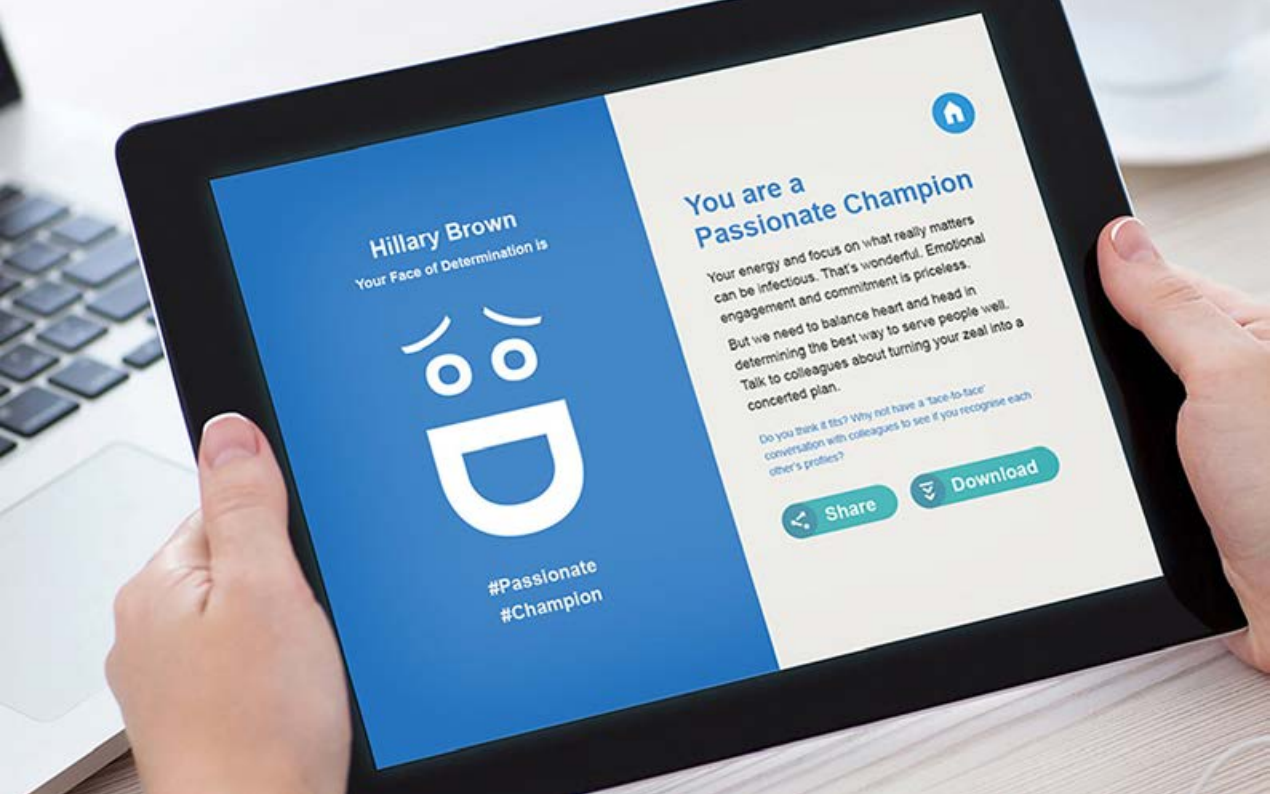 Hillary Brown
Your Face of Determination is
#Passionate
#Champion
You are a
Passionate Champion
Your energy and focus on what really matters
can be infectious. That's wonderful. Emotional
engagement and commitment is priceless.
But we need to balance heart and head in
determining the best way to serve people well.
Talk to colleagues about turning your zeal into a
concerted plan.
Do you think it fits? Why not have a 'face-to-face'
conversation with colleagues to see if you recognise each
other's profiles?
Share
Download